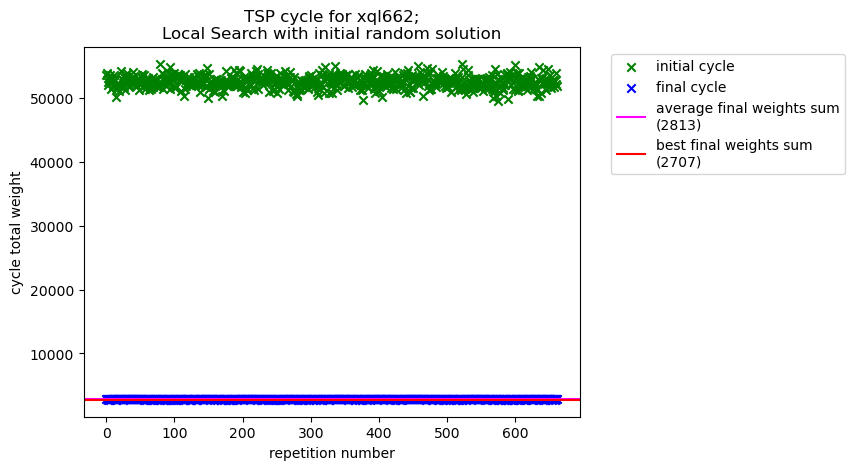 TSP cycle for xql662;
Local Search with initial random solution
initial cycle
final cycle
average final weights sum
(2813)
best final weights sum
(2707)
cycle total weight
50000
40000
30000
20000
10000
0
100
200
300
400
500
600
repetition number